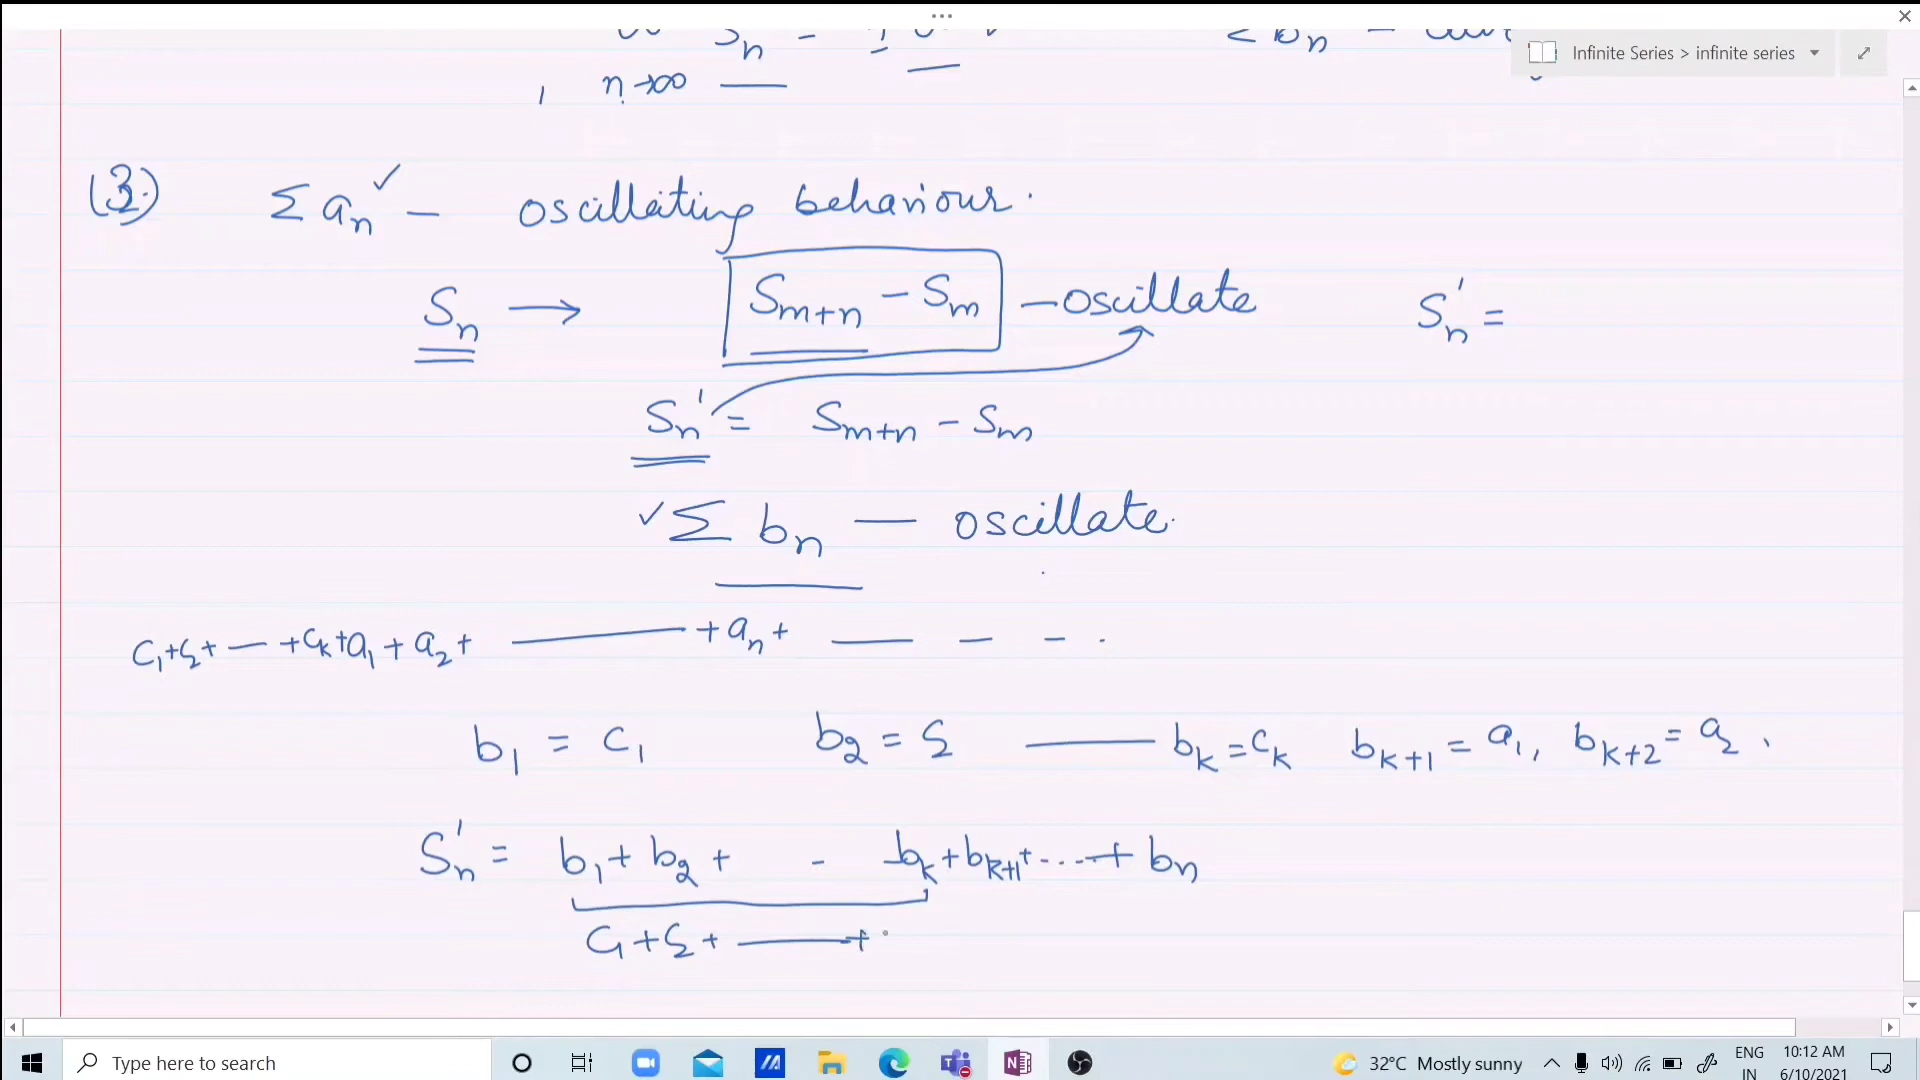 n→∞ Sn = ±∞
Infinite Series > infinite series
(3.) Σ an ✓ — oscillating behaviour.
Sn → Sm+n − Sm — oscillate Sn' =
Sn' = Sm+n − Sm
✓ Σ bn — oscillate.
C1+C2+ — +Ck+a1 + a2 + ——— + an + — – – .
b1 = C1 b2 = C2 —— bk = Ck bk+1 = a1, bk+2 = a2 ,
Sn' = b1 + b2 + - bk + bk+1 + .... + bn
C1 + C2 + —— +
Type here to search
32°C Mostly sunny
ENG
IN
10:12 AM
6/10/2021